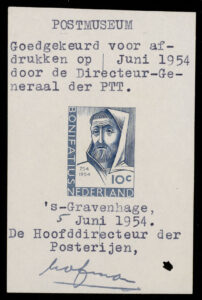 POSTMUSEUM
Goedgekeurd voor af-
drukken op | Juni 1954
door de Directeur-Ge-
neraal der PTT.
BONIFATIUS
754
1954
10c
NEDERLAND
's-Gravenhage,
5 Juni 1954.
De Hoofddirecteur der
Posterijen,